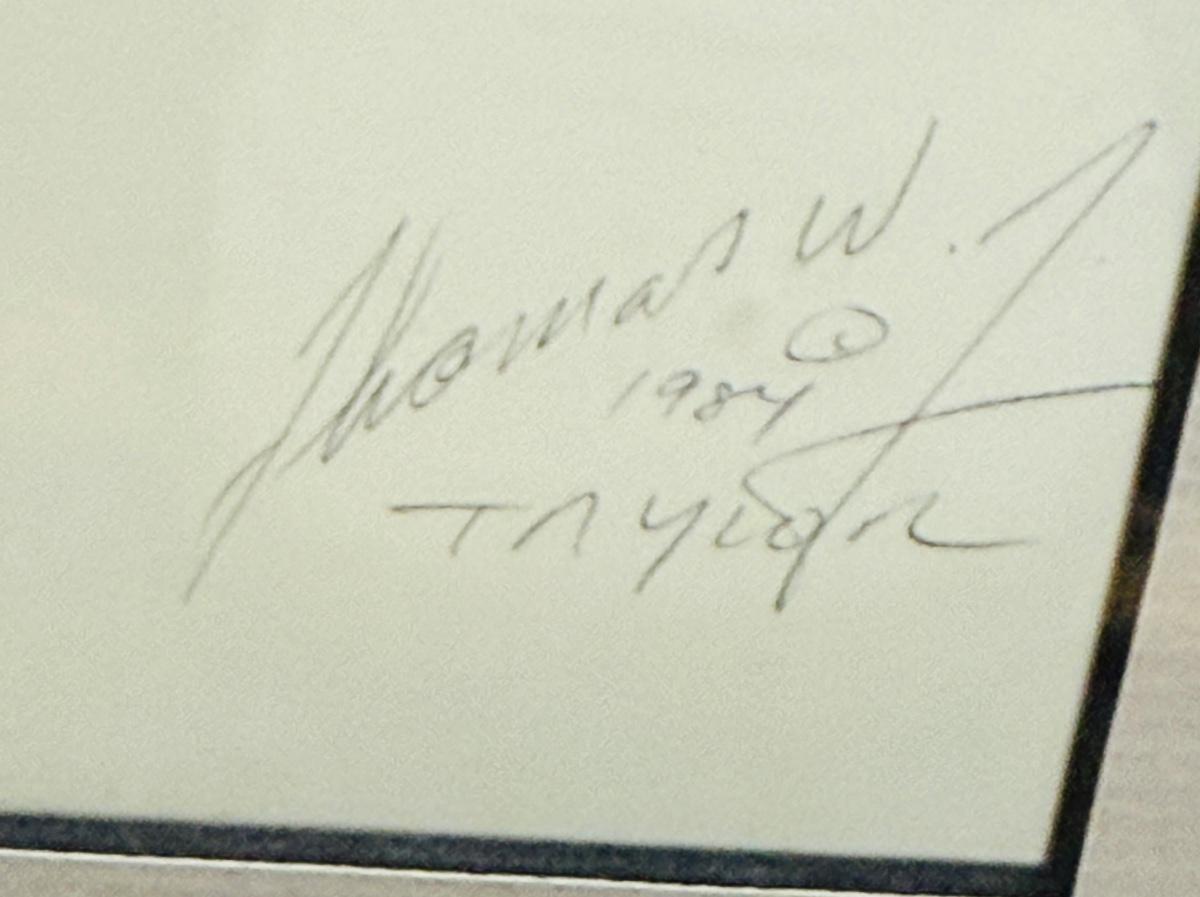 Thomas W. J
©
1984
TAYLOR